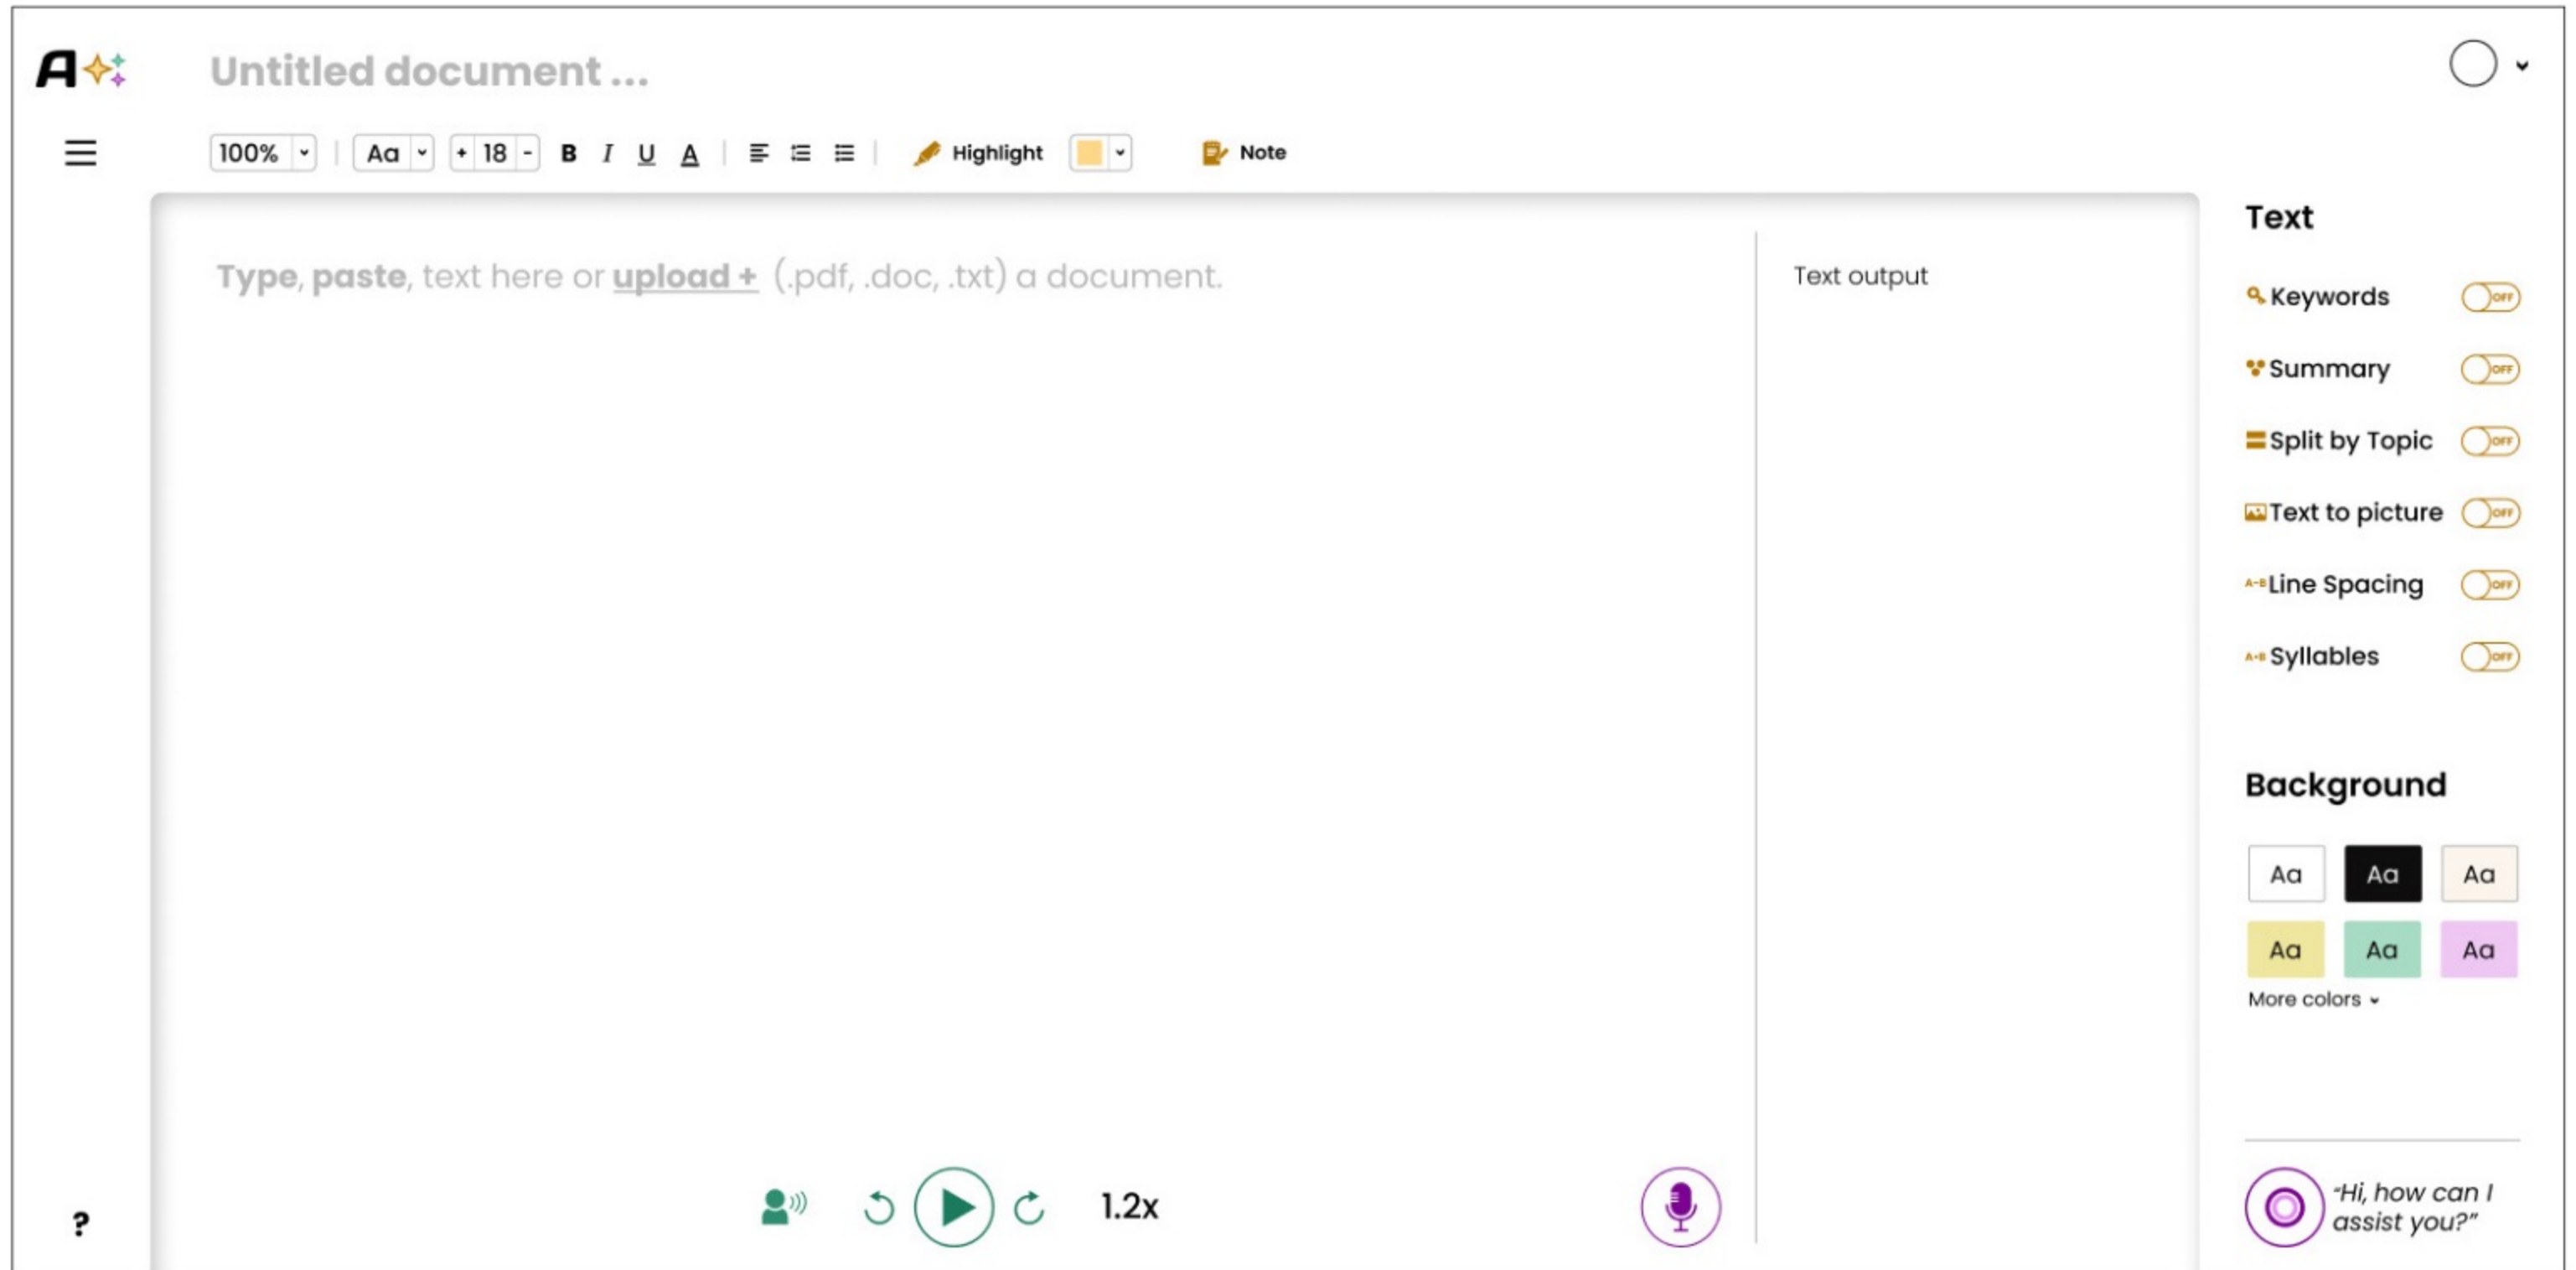 A
Untitled document ...
100% Aa + 18 - B I U A Highlight Note
Type, paste, text here or upload + (.pdf, .doc, .txt) a document.
Text output
Text
Keywords OFF
Summary OFF
Split by Topic OFF
Text to picture OFF
A-B Line Spacing OFF
A-B Syllables OFF
Background
Aa Aa Aa
Aa Aa Aa
More colors
? 1.2x
“Hi, how can I
assist you?”